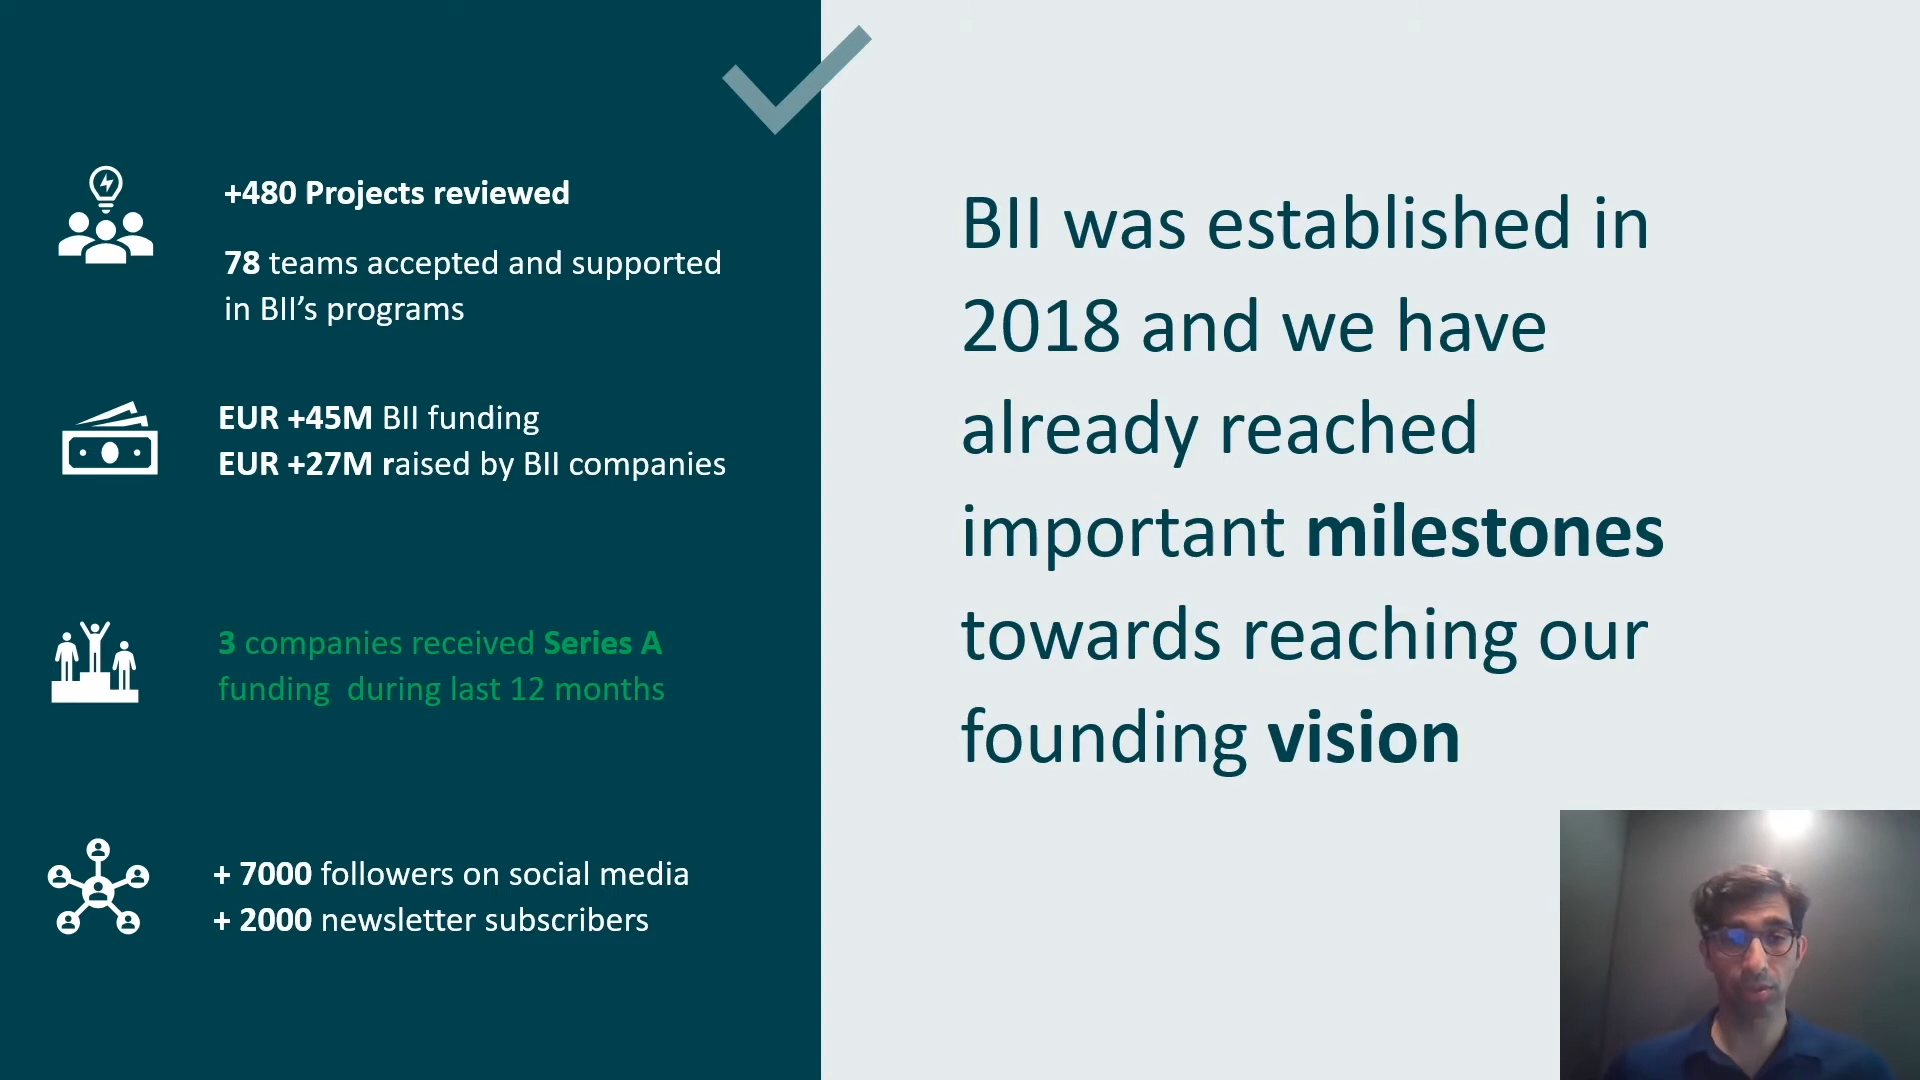 +480 Projects reviewed
78 teams accepted and supported
in BII’s programs
EUR +45M BII funding
EUR +27M raised by BII companies
3 companies received Series A
funding  during last 12 months
+ 7000 followers on social media
+ 2000 newsletter subscribers
BII was established in
2018 and we have
already reached
important milestones
towards reaching our
founding vision